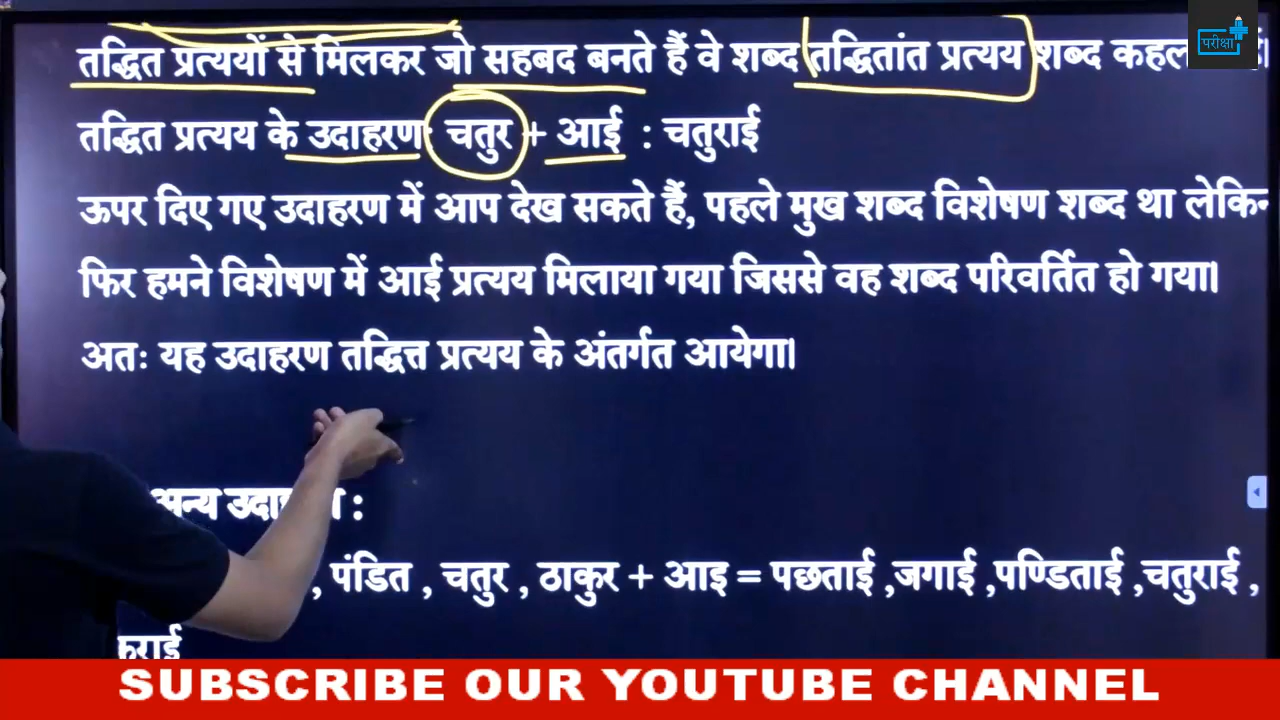 परीक्षा
तद्धित प्रत्ययों से मिलकर जो सहबद बनते हैं वे शब्द तद्धितांत प्रत्यय शब्द
तद्धित प्रत्यय के उदाहरण चतुर + आई : चतुराई
ऊपर दिए गए उदाहरण में आप देख सकते हैं, पहले मुख शब्द विशेषण शब्द था लेकिन
फिर हमने विशेषण में आई प्रत्यय मिलाया गया जिससे वह शब्द परिवर्तित हो गया।
अतः यह उदाहरण तद्धित्त प्रत्यय के अंतर्गत आयेगा।
अन्य :
, पंडित , चतुर , ठाकुर + आइ = पछताई ,जगाई ,पण्डिताई ,चतुराई ,
SUBSCRIBE OUR YOUTUBE CHANNEL